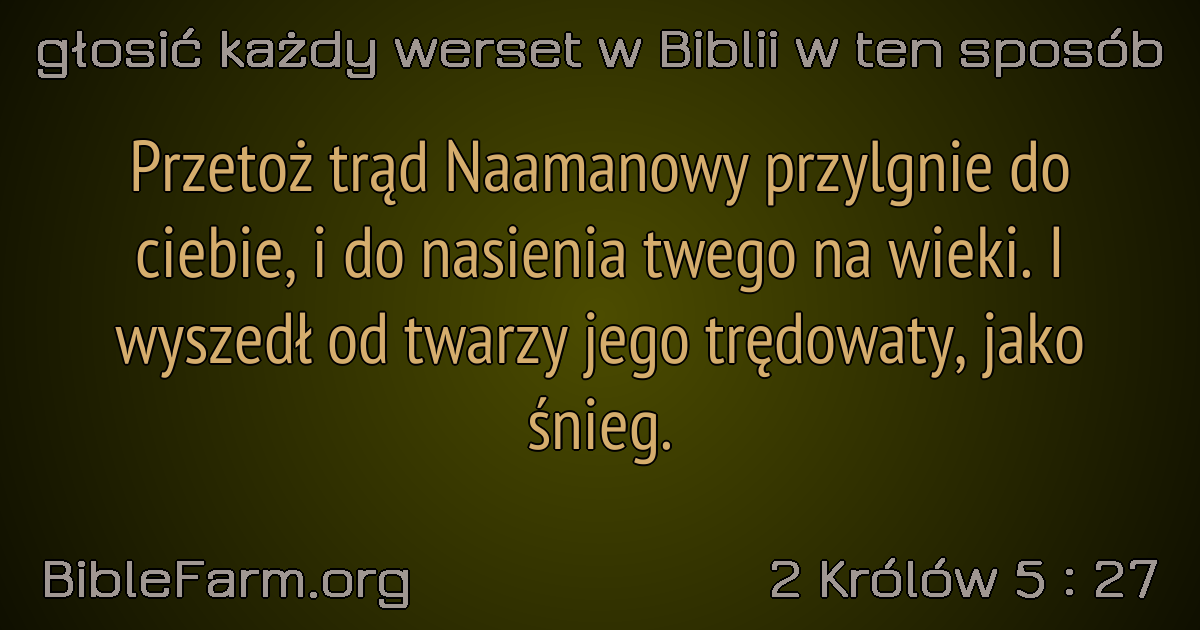 głosić każdy werset w Biblii w ten sposób
Przetoż trąd Naamanowy przylgnie do
ciebie, i do nasienia twego na wieki. I
wyszedł od twarzy jego trędowaty, jako
śnieg.
BibleFarm.org
2 Królów 5 : 27